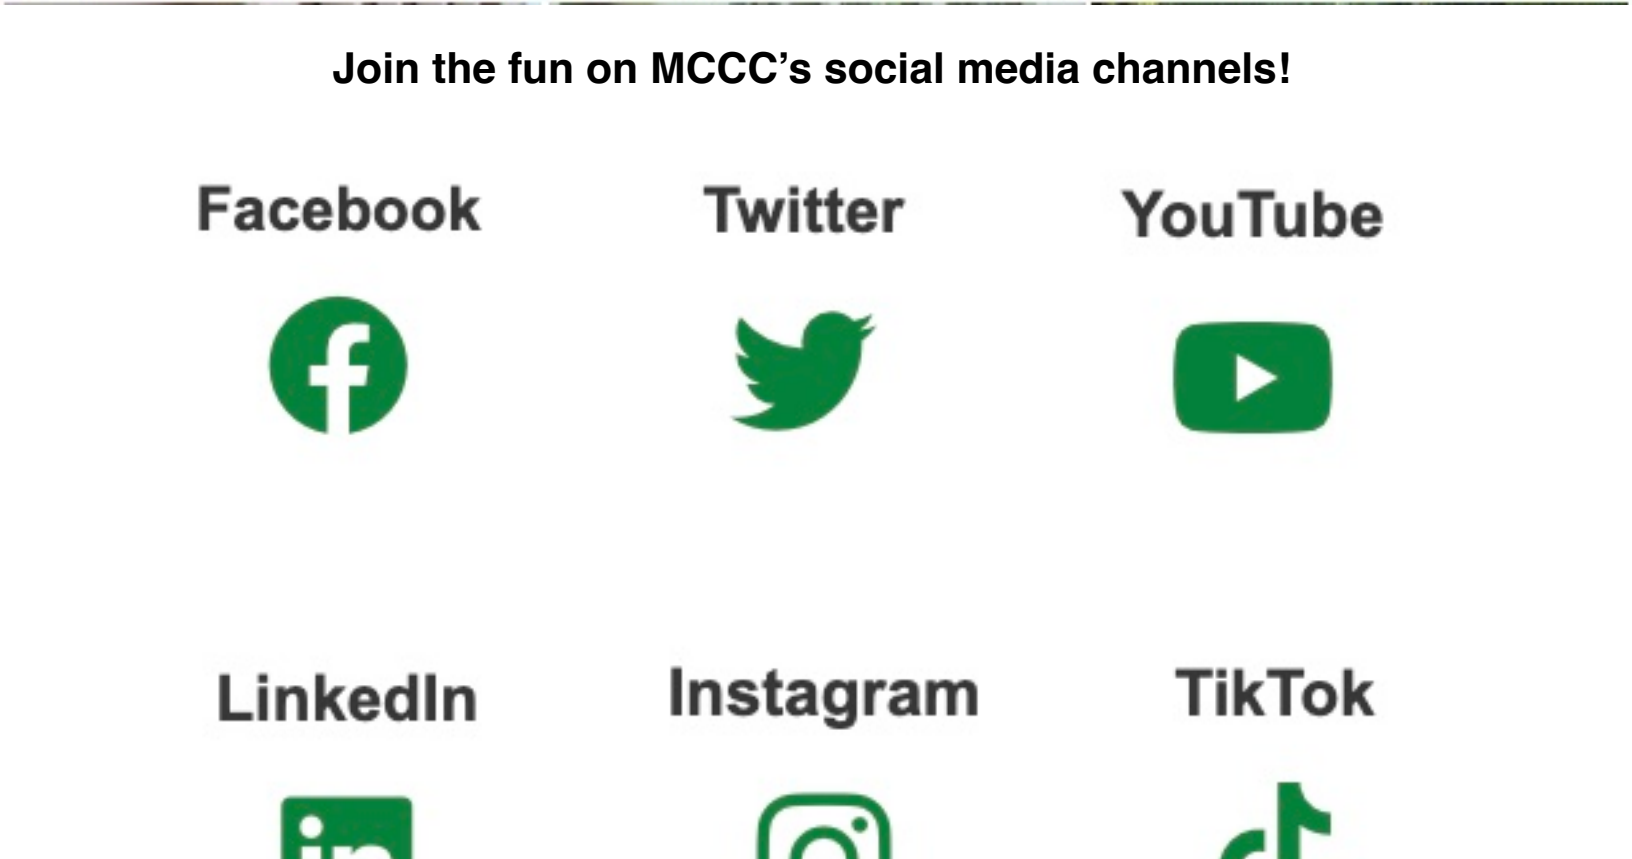 Join the fun on MCCC’s social media channels!
Facebook Twitter YouTube
LinkedIn Instagram TikTok